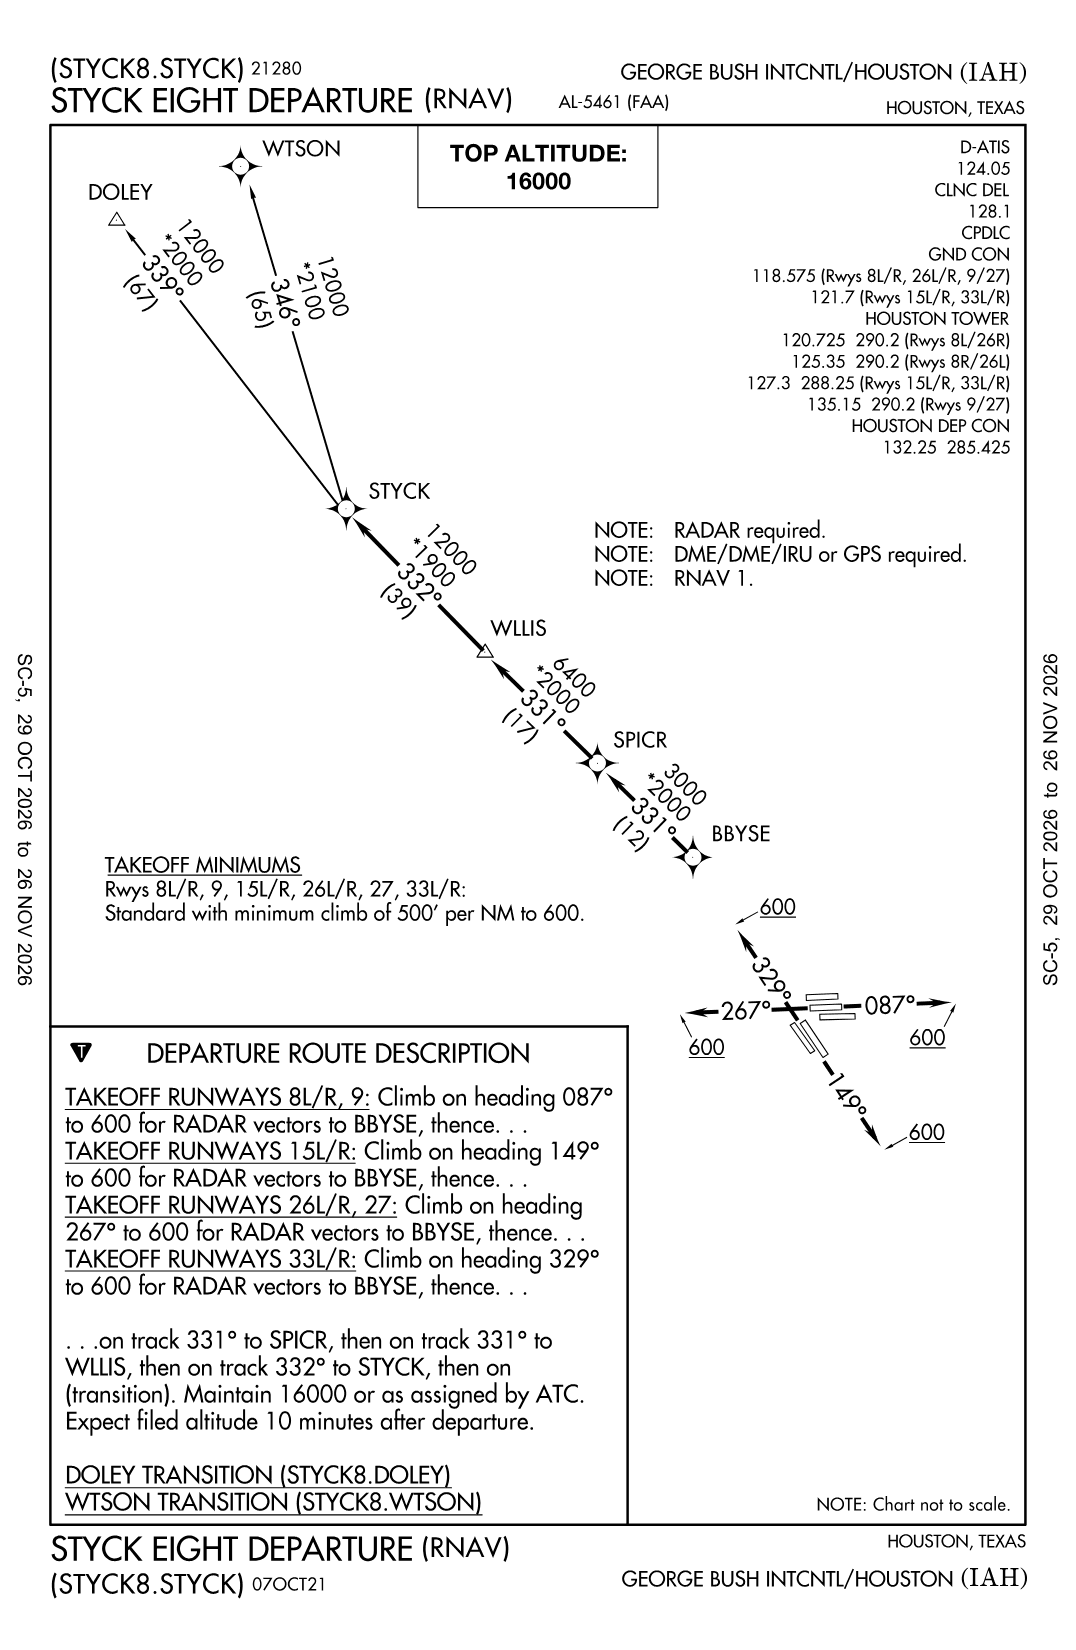 (STYCK8.STYCK) 21280
STYCK EIGHT DEPARTURE (RNAV)
AL-5461 (FAA)
GEORGE BUSH INTCNTL/HOUSTON (IAH)
HOUSTON, TEXAS
TOP ALTITUDE:
16000
D-ATIS
124.05
CLNC DEL
128.1
CPDLC
GND CON
118.575 (Rwys 8L/R, 26L/R, 9/27)
121.7 (Rwys 15L/R, 33L/R)
HOUSTON TOWER
120.725 290.2 (Rwys 8L/26R)
125.35 290.2 (Rwys 8R/26L)
127.3 288.25 (Rwys 15L/R, 33L/R)
135.15 290.2 (Rwys 9/27)
HOUSTON DEP CON
132.25 285.425
WTSON
DOLEY
12000
*2000
339°
(67)
12000
*2100
346°
(65)
STYCK
12000
*1900
332°
(39)
NOTE: RADAR required.
NOTE: DME/DME/IRU or GPS required.
NOTE: RNAV 1.
WLLIS
6400
*2000
331°
(17)
SPICR
3000
*2000
331°
(12)
BBYSE
TAKEOFF MINIMUMS
Rwys 8L/R, 9, 15L/R, 26L/R, 27, 33L/R:
Standard with minimum climb of 500' per NM to 600.
600
329°
267°
087°
600
600
149°
600
SC-5, 29 OCT 2026 to 26 NOV 2026
SC-5, 29 OCT 2026 to 26 NOV 2026
T
DEPARTURE ROUTE DESCRIPTION
TAKEOFF RUNWAYS 8L/R, 9: Climb on heading 087°
to 600 for RADAR vectors to BBYSE, thence. . .
TAKEOFF RUNWAYS 15L/R: Climb on heading 149°
to 600 for RADAR vectors to BBYSE, thence. . .
TAKEOFF RUNWAYS 26L/R, 27: Climb on heading
267° to 600 for RADAR vectors to BBYSE, thence. . .
TAKEOFF RUNWAYS 33L/R: Climb on heading 329°
to 600 for RADAR vectors to BBYSE, thence. . .
. . .on track 331° to SPICR, then on track 331° to
WLLIS, then on track 332° to STYCK, then on
(transition). Maintain 16000 or as assigned by ATC.
Expect filed altitude 10 minutes after departure.
DOLEY TRANSITION (STYCK8.DOLEY)
WTSON TRANSITION (STYCK8.WTSON)
NOTE: Chart not to scale.
STYCK EIGHT DEPARTURE (RNAV)
(STYCK8.STYCK) 07OCT21
HOUSTON, TEXAS
GEORGE BUSH INTCNTL/HOUSTON (IAH)